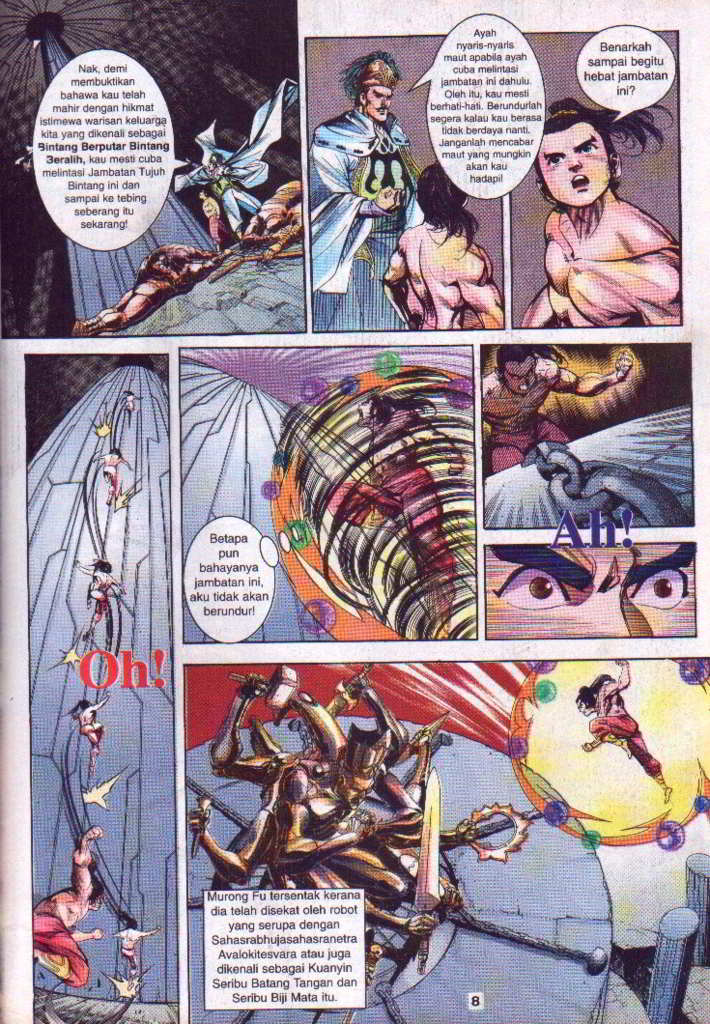 Nak, demi
membuktikan
bahawa kau telah
mahir dengan hikmat
istimewa warisan keluarga
kita yang dikenali sebagai
Bintang Berputar Bintang
Beralih, kau mesti cuba
melintasi Jambatan Tujuh
Bintang ini dan
sampai ke tebing
seberang itu
sekarang!
Ayah
nyaris-nyaris
maut apabila ayah
cuba melintasi
jambatan ini dahulu.
Oleh itu, kau mesti
berhati-hati. Berundurlah
segera kalau kau berasa
tidak berdaya nanti.
Janganlah mencabar
maut yang mungkin
akan kau
hadapi!
Benarkah
sampai begitu
hebat jambatan
ini?
Oh!
Betapa
pun
bahayanya
jambatan ini,
aku tidak akan
berundur!
Ah!
Murong Fu tersentak kerana
dia telah disekat oleh robot
yang serupa dengan
Sahasrabhujasahasranetra
Avalokitesvara atau juga
dikenali sebagai Kuanyin
Seribu Batang Tangan dan
Seribu Biji Mata itu.
8